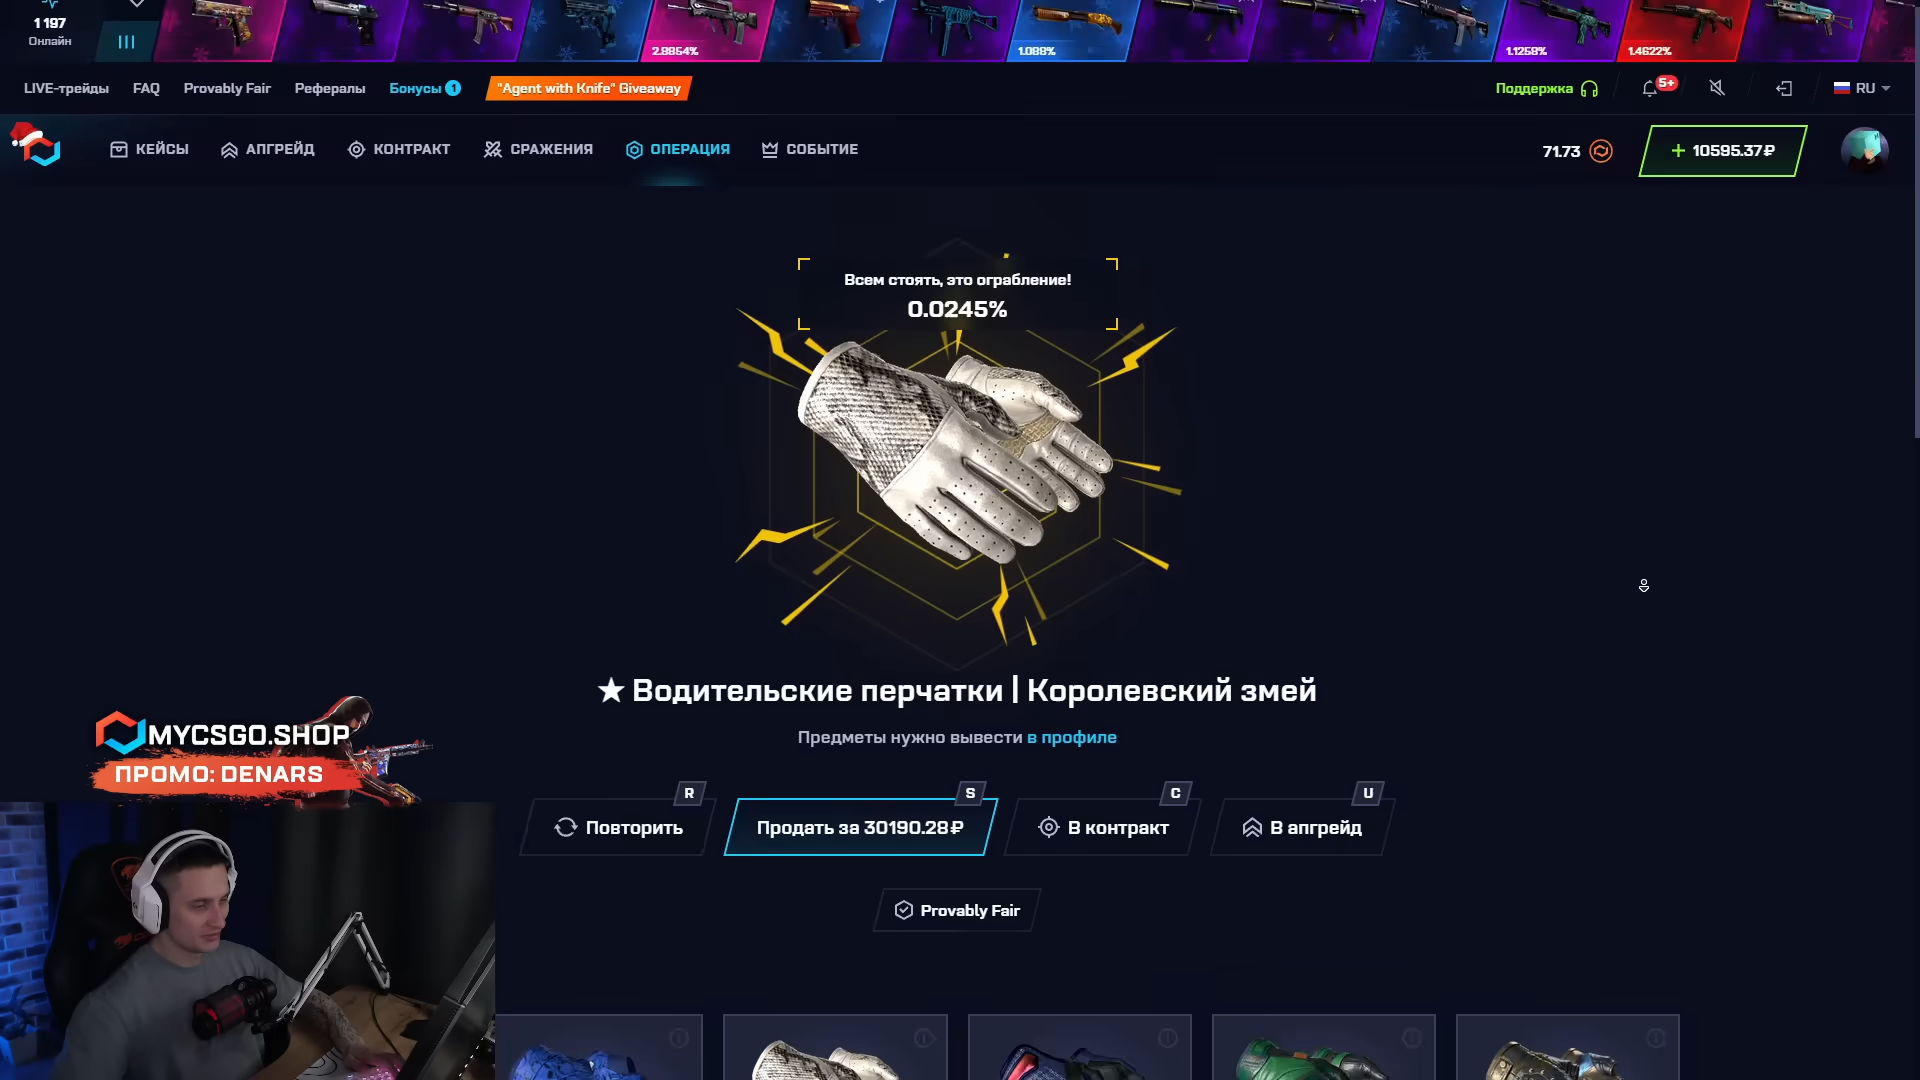 1 197
Онлайн
2.8854%
1.088%
1.1258%
1.4622%
LIVE-трейды
FAQ
Provably Fair
Рефералы
Бонусы 1
"Agent with Knife" Giveaway
Поддержка
5+
RU
КЕЙСЫ
АПГРЕЙД
КОНТРАКТ
СРАЖЕНИЯ
ОПЕРАЦИЯ
СОБЫТИЕ
71.73
+ 10595.37₽
Всем стоять, это ограбление!
0.0245%
★ Водительские перчатки | Королевский змей
Предметы нужно вывести в профиле
MYCSGO.SHOP
ПРОМО: DENARS
R
Повторить
S
Продать за 30190.28₽
C
В контракт
U
В апгрейд
Provably Fair